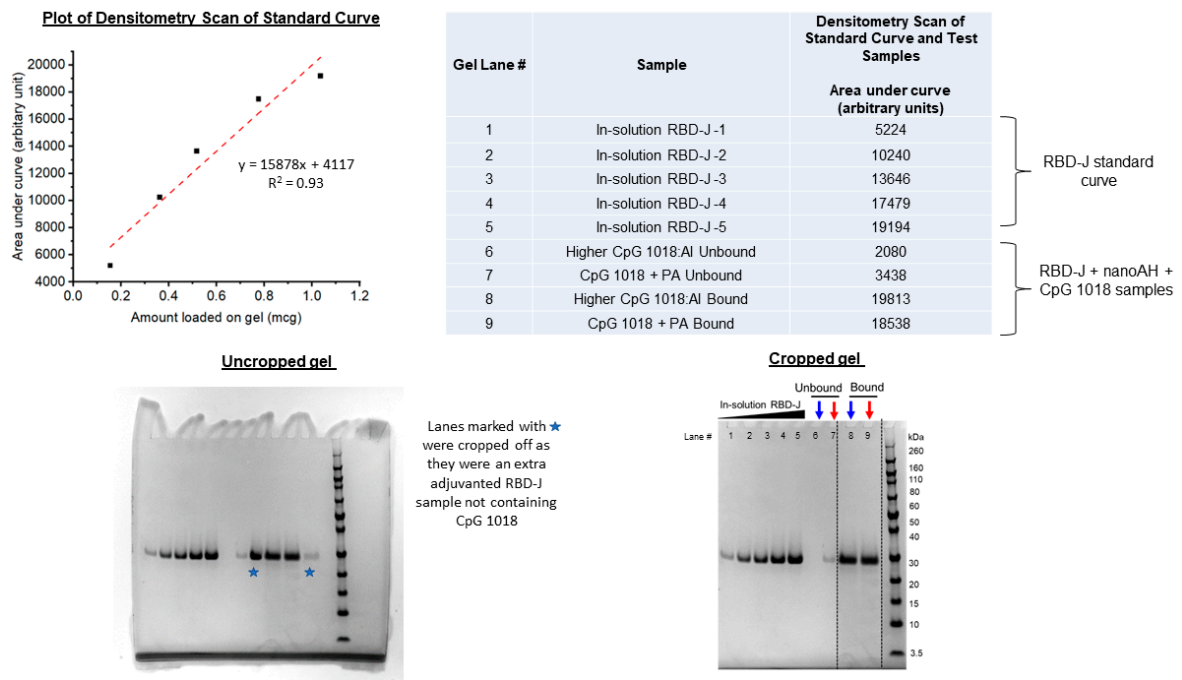 Plot of Densitometry Scan of Standard Curve
Area under curve (arbitary unit)
20000
18000
16000
14000
12000
10000
8000
6000
4000
y = 15878x + 4117
R² = 0.93
0.0 0.2 0.4 0.6 0.8 1.0 1.2
Amount loaded on gel (mcg)
Gel Lane # Sample Densitometry Scan of
Standard Curve and Test
Samples
Area under curve
(arbitrary units)
1 In-solution RBD-J -1 5224
2 In-solution RBD-J -2 10240
3 In-solution RBD-J -3 13646
4 In-solution RBD-J -4 17479
5 In-solution RBD-J -5 19194
6 Higher CpG 1018:Al Unbound 2080
7 CpG 1018 + PA Unbound 3438
8 Higher CpG 1018:Al Bound 19813
9 CpG 1018 + PA Bound 18538
RBD-J standard
curve
RBD-J + nanoAH +
CpG 1018 samples
Uncropped gel
Lanes marked with
were cropped off as
they were an extra
adjuvanted RBD-J
sample not containing
CpG 1018
Cropped gel
Unbound Bound
In-solution RBD-J
Lane # 1 2 3 4 5 6 7 8 9
kDa
260
160
110
80
60
50
40
30
20
15
10
3.5